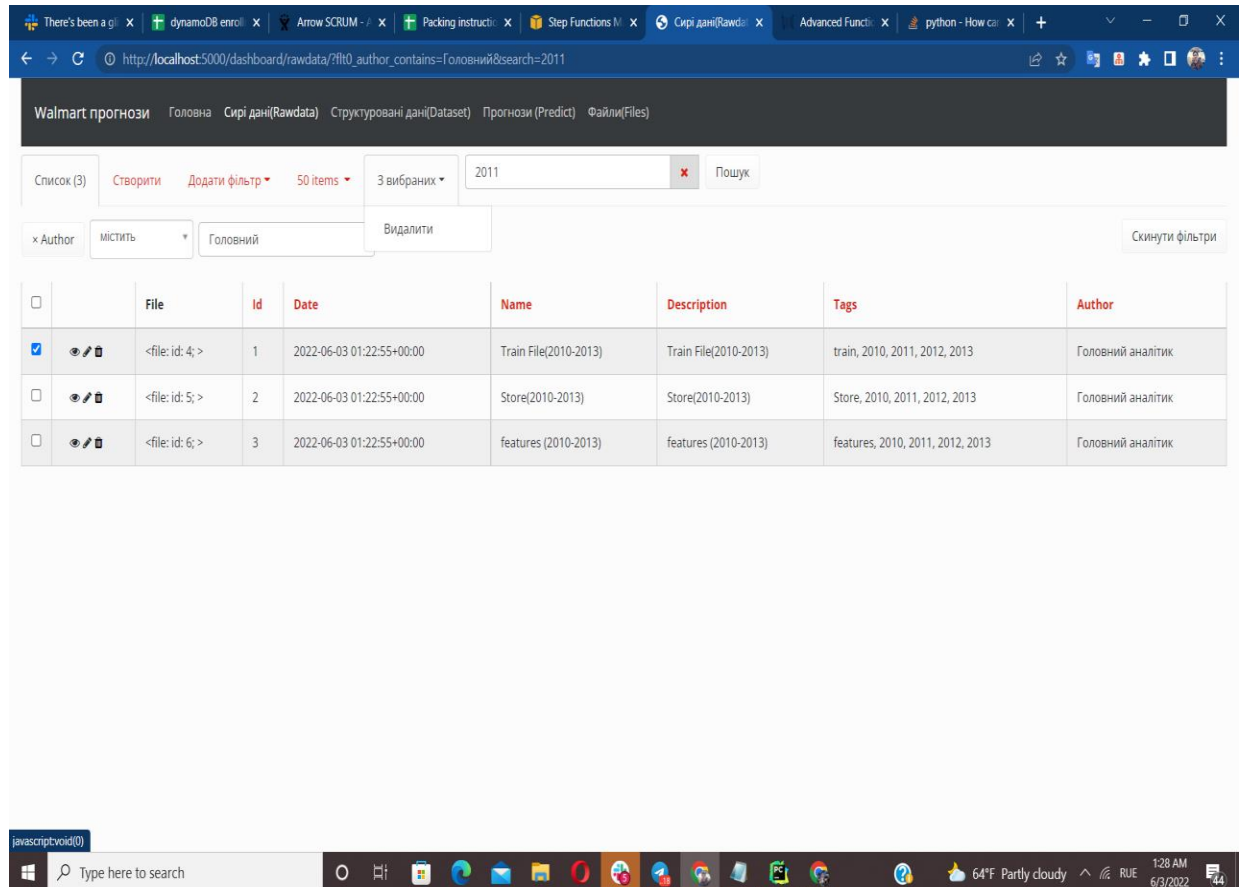 There's been a gl
dynamoDB enroll
Arrow SCRUM - A
Packing instructio
Step Functions M
Сирі дані(Rawdat
Advanced Functio
python - How can
http://localhost:5000/dashboard/rawdata/?flt0_author_contains=Головний&search=2011
Walmart прогнози Головна Сирі дані(Rawdata) Структуровані дані(Dataset) Прогнози (Predict) Файли(Files)
Список (3) Створити Додати фільтр 50 items З вибраних 2011 Пошук
Видалити
× Author містить Головний Скинути фільтри
File Id Date Name Description Tags Author
<file: id: 4; > 1 2022-06-03 01:22:55+00:00 Train File(2010-2013) Train File(2010-2013) train, 2010, 2011, 2012, 2013 Головний аналітик
<file: id: 5; > 2 2022-06-03 01:22:55+00:00 Store(2010-2013) Store(2010-2013) Store, 2010, 2011, 2012, 2013 Головний аналітик
<file: id: 6; > 3 2022-06-03 01:22:55+00:00 features (2010-2013) features (2010-2013) features, 2010, 2011, 2012, 2013 Головний аналітик
javascript:void(0)
Type here to search
64°F Partly cloudy RUE
1:28 AM
6/3/2022
44